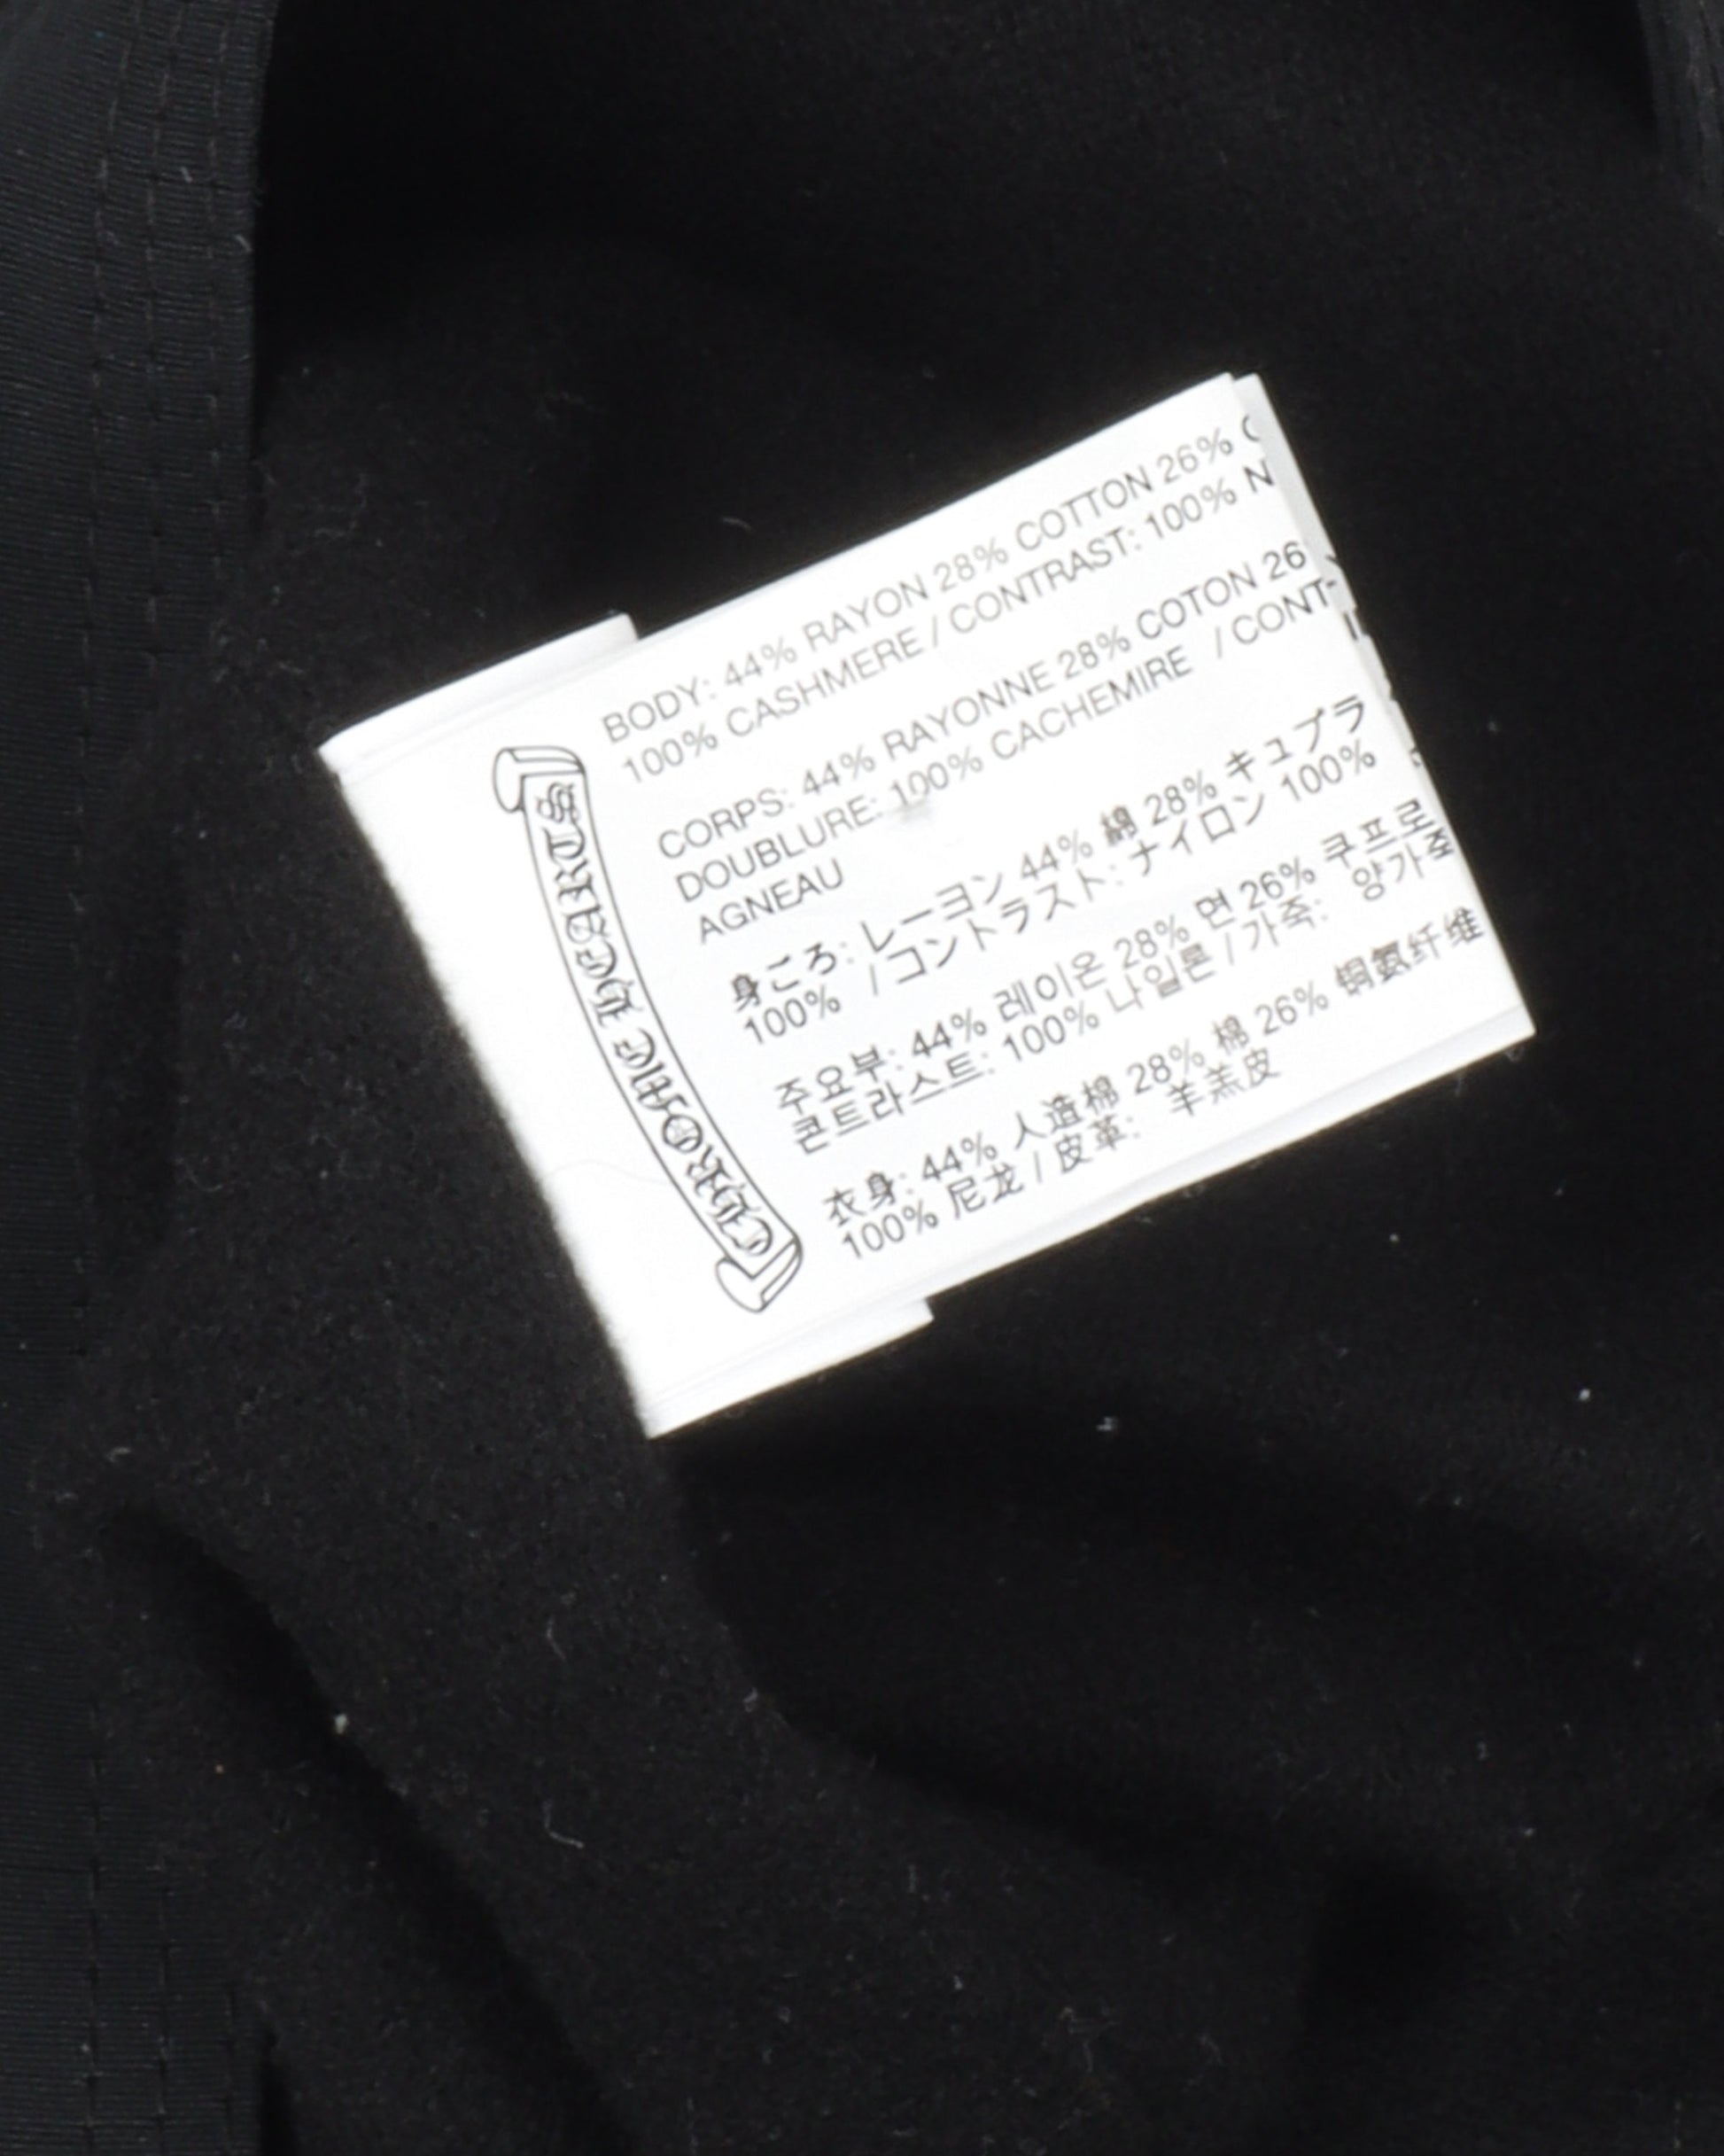 CHROME HEARTS
BODY: 44% RAYON 28% COTTON 26%
100% CASHMERE / CONTRAST: 100% N
CORPS: 44% RAYONNE 28% COTON 26
DOUBLURE: 100% CACHEMIRE / CONT-
AGNEAU
身ごろ: レーヨン 44% 綿 28% キュプラ
100% /コントラスト: ナイロン 100%
주요부: 44% 레이온 28% 면 26% 쿠프로
콘트라스트: 100% 나일론 / 가죽: 양가죽
衣身: 44% 人造棉 28% 棉 26% 铜氨纤维
100% 尼龙 / 皮革: 羊羔皮